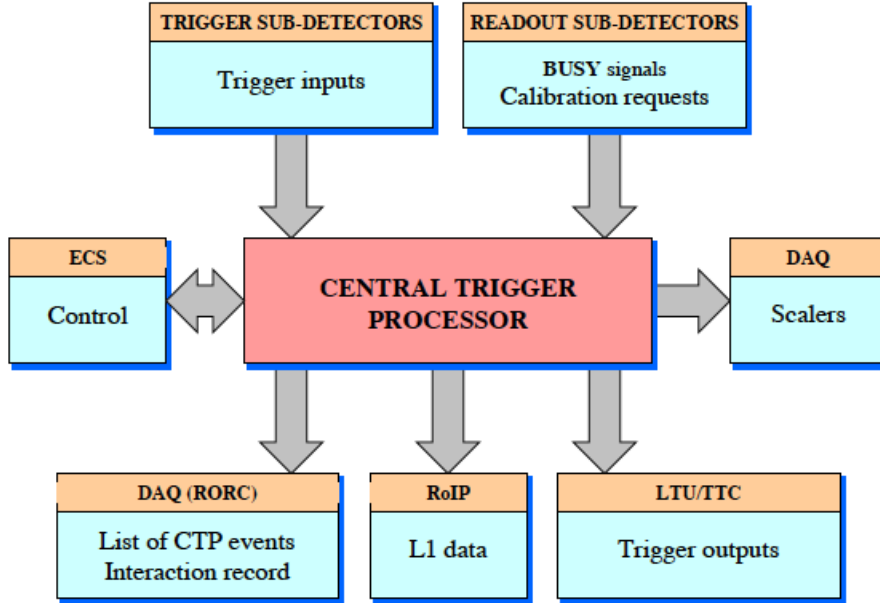 TRIGGER SUB-DETECTORS
Trigger inputs
READOUT SUB-DETECTORS
BUSY signals
Calibration requests
ECS
Control
CENTRAL TRIGGER
PROCESSOR
DAQ
Scalers
DAQ (RORC)
List of CTP events
Interaction record
RoIP
L1 data
LTU/TTC
Trigger outputs